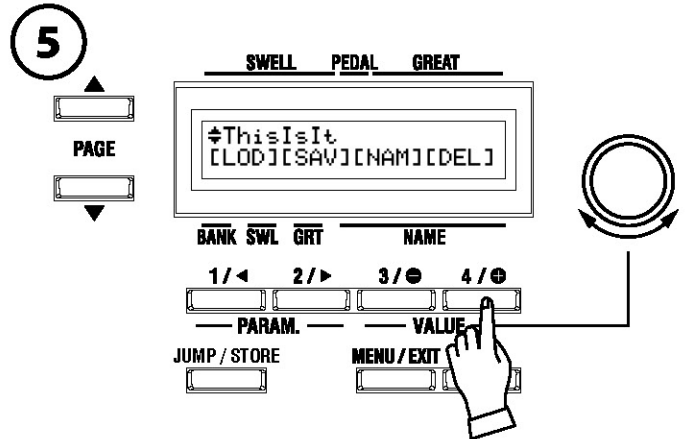 5
SWELL PEDAL GREAT
PAGE
ThisIsIt
[LOD][SAV][NAM][DEL]
BANK SWL GRT NAME
1/◄ 2/► 3/⊖ 4/⊕
PARAM. VALUE
JUMP / STORE MENU / EXIT